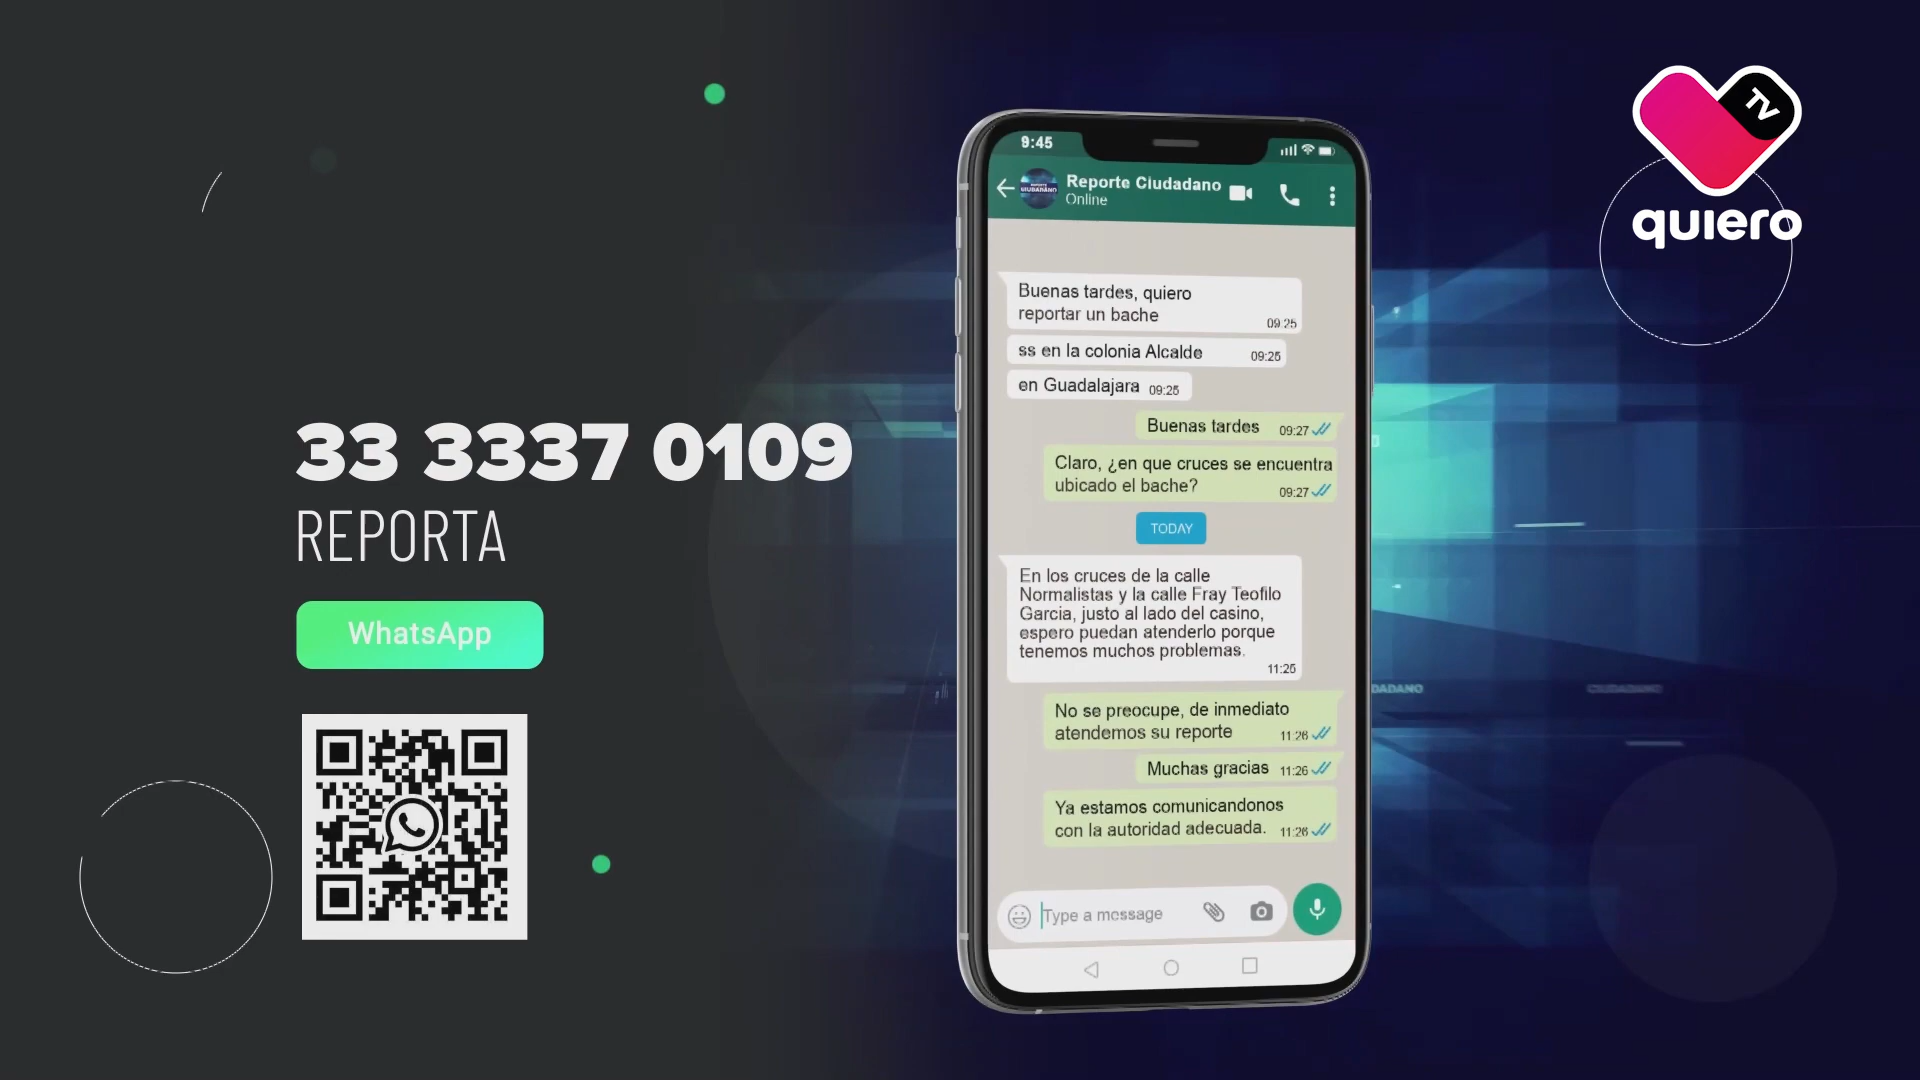 TV
quiero
33 3337 0109
REPORTA
WhatsApp
9:45
Reporte Ciudadano
Online
Buenas tardes, quiero
reportar un bache
09:25
ss en la colonia Alcalde 09:25
en Guadalajara 09:25
Buenas tardes 09:27
Claro, ¿en que cruces se encuentra
ubicado el bache? 09:27
TODAY
En los cruces de la calle
Normalistas y la calle Fray Teofilo
Garcia, justo al lado del casino,
espero puedan atenderlo porque
tenemos muchos problemas.
11:25
No se preocupe, de inmediato
atendemos su reporte 11:26
Muchas gracias 11:26
Ya estamos comunicandonos
con la autoridad adecuada. 11:26
Type a message
DADANO
CIUDADANO